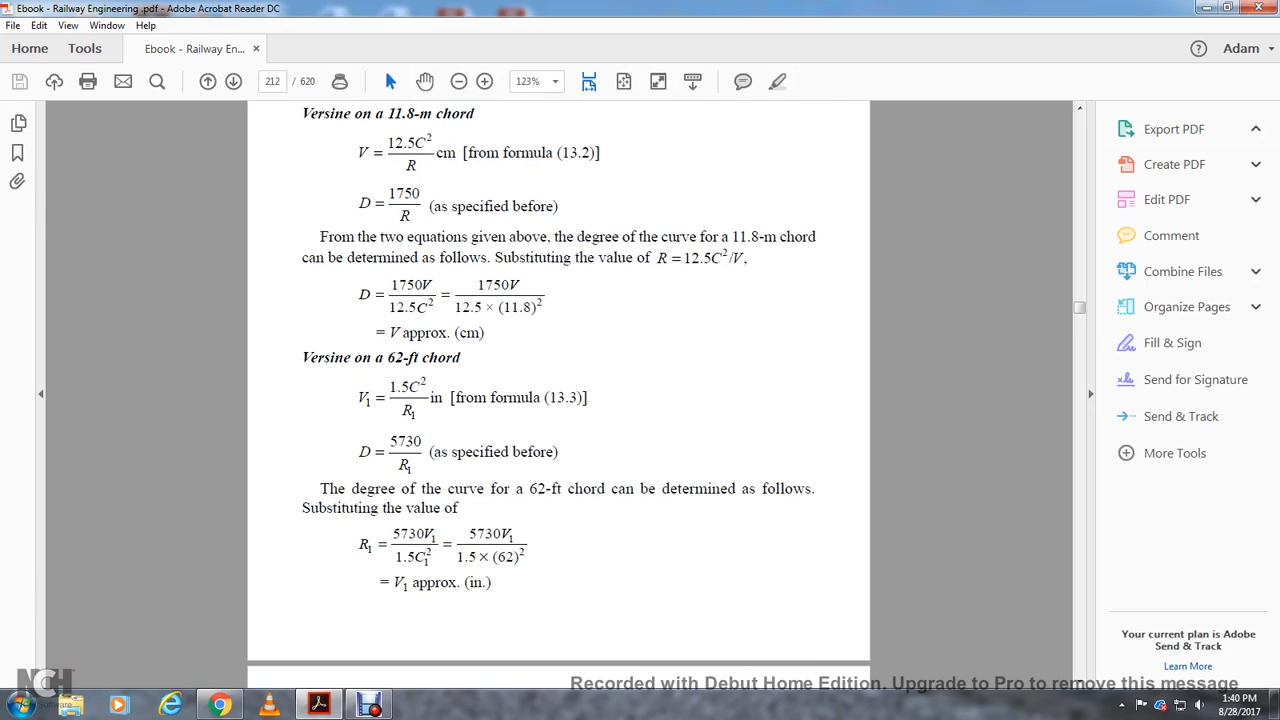 Ebook - Railway Engineering .pdf - Adobe Acrobat Reader DC
File Edit View Window Help
Home Tools Ebook - Railway En... × Adam
212 / 620 123%
Versine on a 11.8-m chord
V = 12.5C²/R cm [from formula (13.2)]
D = 1750/R (as specified before)
From the two equations given above, the degree of the curve for a 11.8-m chord
can be determined as follows. Substituting the value of R = 12.5C²/V,
D = 1750V/12.5C² = 1750V/12.5 × (11.8)²
= V approx. (cm)
Versine on a 62-ft chord
V₁ = 1.5C²/R₁ in [from formula (13.3)]
D = 5730/R₁ (as specified before)
The degree of the curve for a 62-ft chord can be determined as follows.
Substituting the value of
R₁ = 5730V₁/1.5C₁² = 5730V₁/1.5 × (62)²
= V₁ approx. (in.)
Export PDF
Create PDF
Edit PDF
Comment
Combine Files
Organize Pages
Fill & Sign
Send for Signature
Send & Track
More Tools
Your current plan is Adobe
Send & Track
Learn More
NCH
Software
Recorded with Debut Home Edition. Upgrade to Pro to remove this message
1:40 PM
8/28/2017